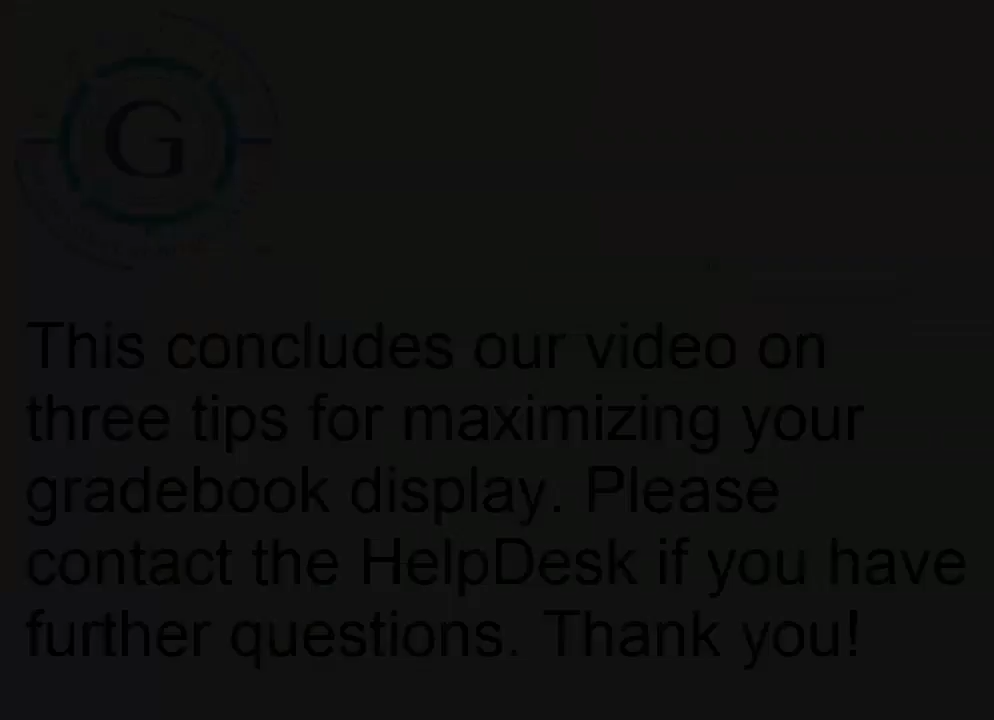 G
This concludes our video on
three tips for maximizing your
gradebook display. Please
contact the HelpDesk if you have
further questions. Thank you!